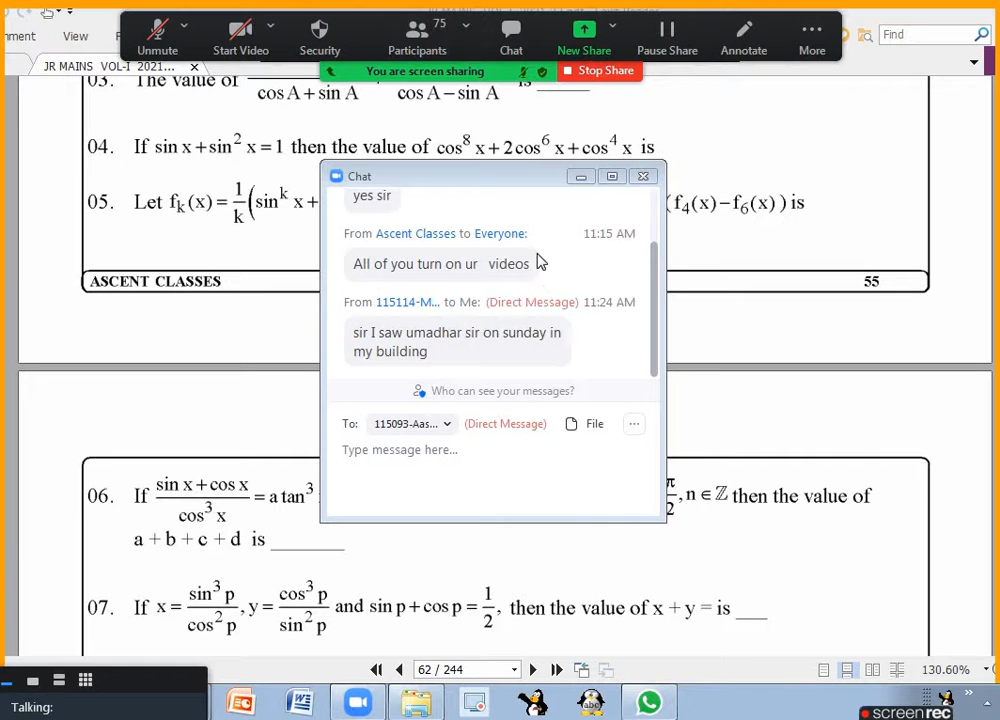 75
Unmute Start Video Security Participants Chat New Share Pause Share Annotate More
ment View Find
JR MAINS VOL-I 2021...
You are screen sharing Stop Share
03. The value of cos A + sin A cos A − sin A is ______
04. If sin x + sin² x = 1 then the value of cos⁸ x + 2cos⁶ x + cos⁴ x is
05. Let fₖ(x) = 1/k (sinᵏ x + f₄(x) − f₆(x)) is
ASCENT CLASSES 55
Chat
yes sir
From Ascent Classes to Everyone: 11:15 AM
All of you turn on ur videos
From 115114-M... to Me: (Direct Message) 11:24 AM
sir I saw umadhar sir on sunday in
my building
Who can see your messages?
To: 115093-Aas... (Direct Message) File ...
Type message here...
06. If (sin x + cos x)/(cos³ x) = a tan³ π/2, n ∈ ℤ then the value of
a + b + c + d is ______
07. If x = sin³ p/cos² p, y = cos³ p/sin² p and sin p + cos p = 1/2, then the value of x + y = is ___
62 / 244 130.60%
Talking:
abc
screenrec